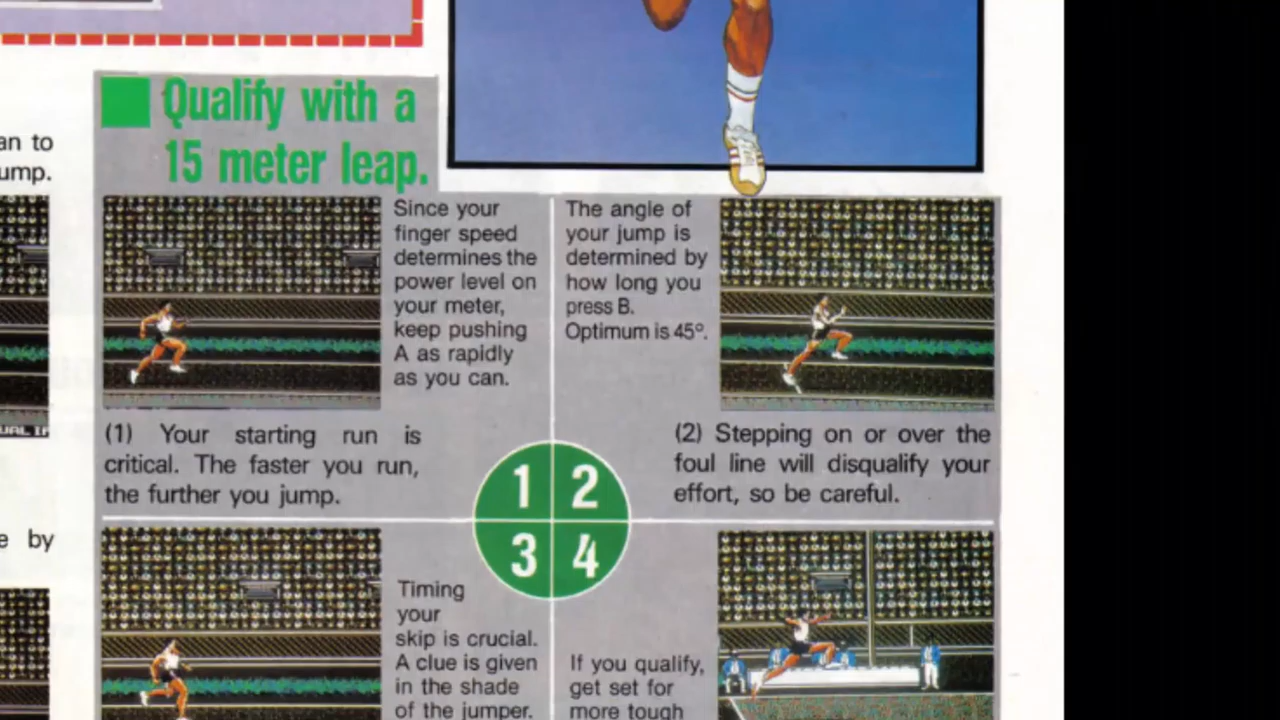 an to
ump.
e by
Qualify with a
15 meter leap.
Since your
finger speed
determines the
power level on
your meter,
keep pushing
A as rapidly
as you can.
(1) Your starting run is
critical. The faster you run,
the further you jump.
The angle of
your jump is
determined by
how long you
press B.
Optimum is 45º.
(2) Stepping on or over the
foul line will disqualify your
effort, so be careful.
1 2
3 4
Timing
your
skip is crucial.
A clue is given
in the shade
of the jumper.
If you qualify,
get set for
more tough